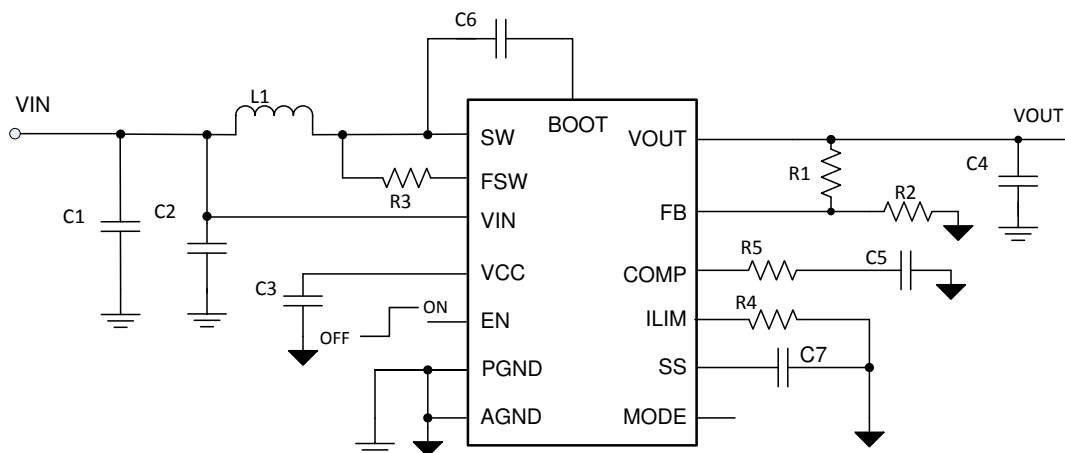 C6
VIN
L1
BOOT
SW
VOUT
VOUT
C4
R1
FSW
R3
R2
C1
C2
VIN
FB
R5
C5
VCC
COMP
C3
ON
R4
OFF
EN
ILIM
C7
PGND
SS
AGND
MODE